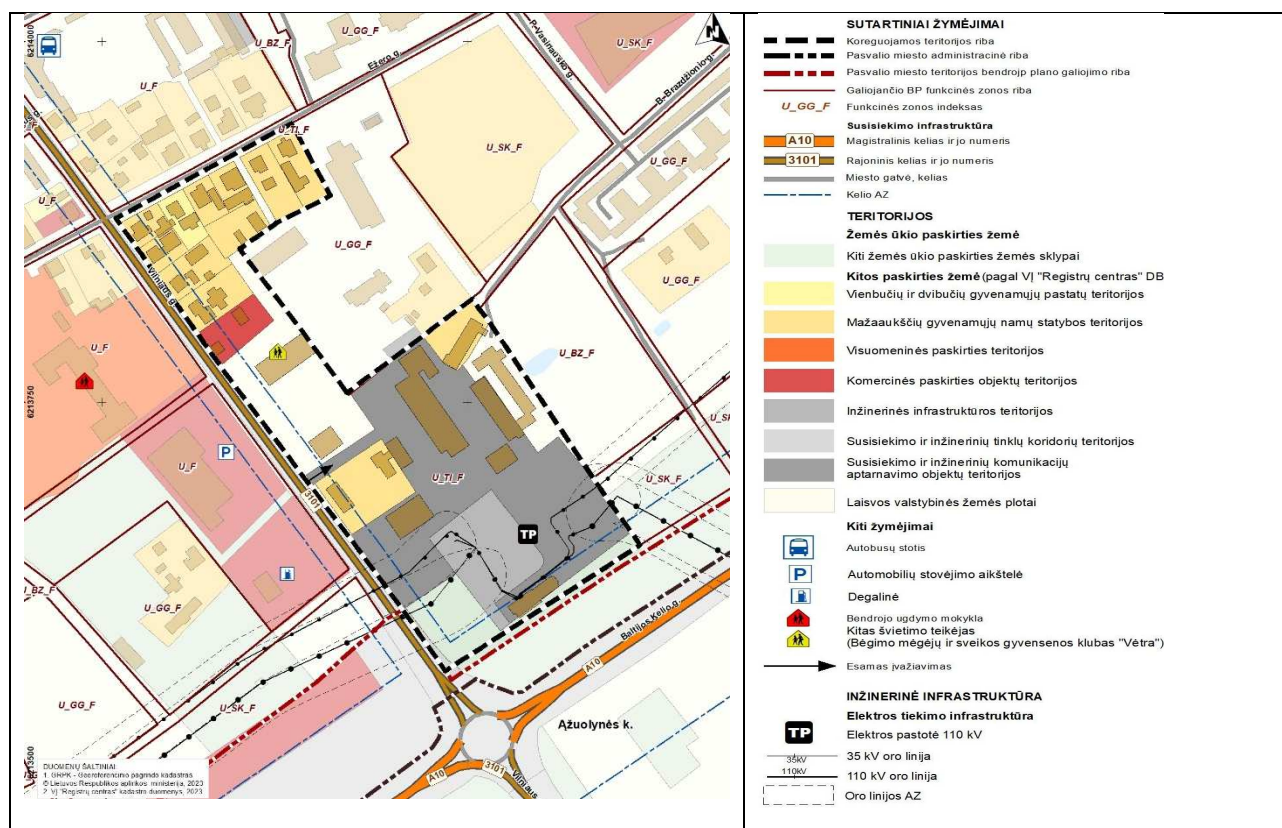 6214000
U_BZ_F
U_GG_F
U_SK_F
P.-Vasinausko-g.
B.-Brazdžionio-g.
Ežero-g.
U_F
U_TI_F
U_SK_F
U_GG_F
U_F
U_GG_F
U_GG_F
Vilniaus g.
U_F
U_BZ_F
6213750
U_F
P
U_TI_F
U_SK_F
3101
TP
U_BZ_F
U_GG_F
Baltijos Kelio g.
A10
U_GG_F
U_SK_F
Ąžuolynės k.
A10
3101
Vilniaus
6213500
DUOMENŲ ŠALTINIAI
1. GRPK - Georeferencinio pagrindo kadastras
© Lietuvos Respublikos aplinkos ministerija, 2023
2. VĮ "Registrų centras" kadastro duomenys, 2023
N
SUTARTINIAI ŽYMĖJIMAI
Koreguojamos teritorijos riba
Pasvalio miesto administracinė riba
Pasvalio miesto teritorijos bendrojp plano galiojimo riba
Galiojančio BP funkcinės zonos riba
U_GG_F Funkcinės zonos indeksas
Susisiekimo infrastruktūra
A10 Magistralinis kelias ir jo numeris
3101 Rajoninis kelias ir jo numeris
Miesto gatvė, kelias
Kelio AZ
TERITORIJOS
Žemės ūkio paskirties žemė
Kiti žemės ūkio paskirties žemės sklypai
Kitos paskirties žemė (pagal VĮ "Registrų centras" DB
Vienbučių ir dvibučių gyvenamųjų pastatų teritorijos
Mažaaukščių gyvenamųjų namų statybos teritorijos
Visuomeninės paskirties teritorijos
Komercinės paskirties objektų teritorijos
Inžinerinės infrastruktūros teritorijos
Susisiekimo ir inžinerinių tinklų koridorių teritorijos
Susisiekimo ir inžinerinių komunikacijų
aptarnavimo objektų teritorijos
Laisvos valstybinės žemės plotai
Kiti žymėjimai
Autobusų stotis
P Automobilių stovėjimo aikštelė
Degalinė
Bendrojo ugdymo mokykla
Kitas švietimo teikėjas
(Bėgimo mėgėjų ir sveikos gyvensenos klubas "Vėtra")
Esamas įvažiavimas
INŽINERINĖ INFRASTRUKTŪRA
Elektros tiekimo infrastruktūra
TP Elektros pastotė 110 kV
35kV 35 kV oro linija
110kV 110 kV oro linija
Oro linijos AZ